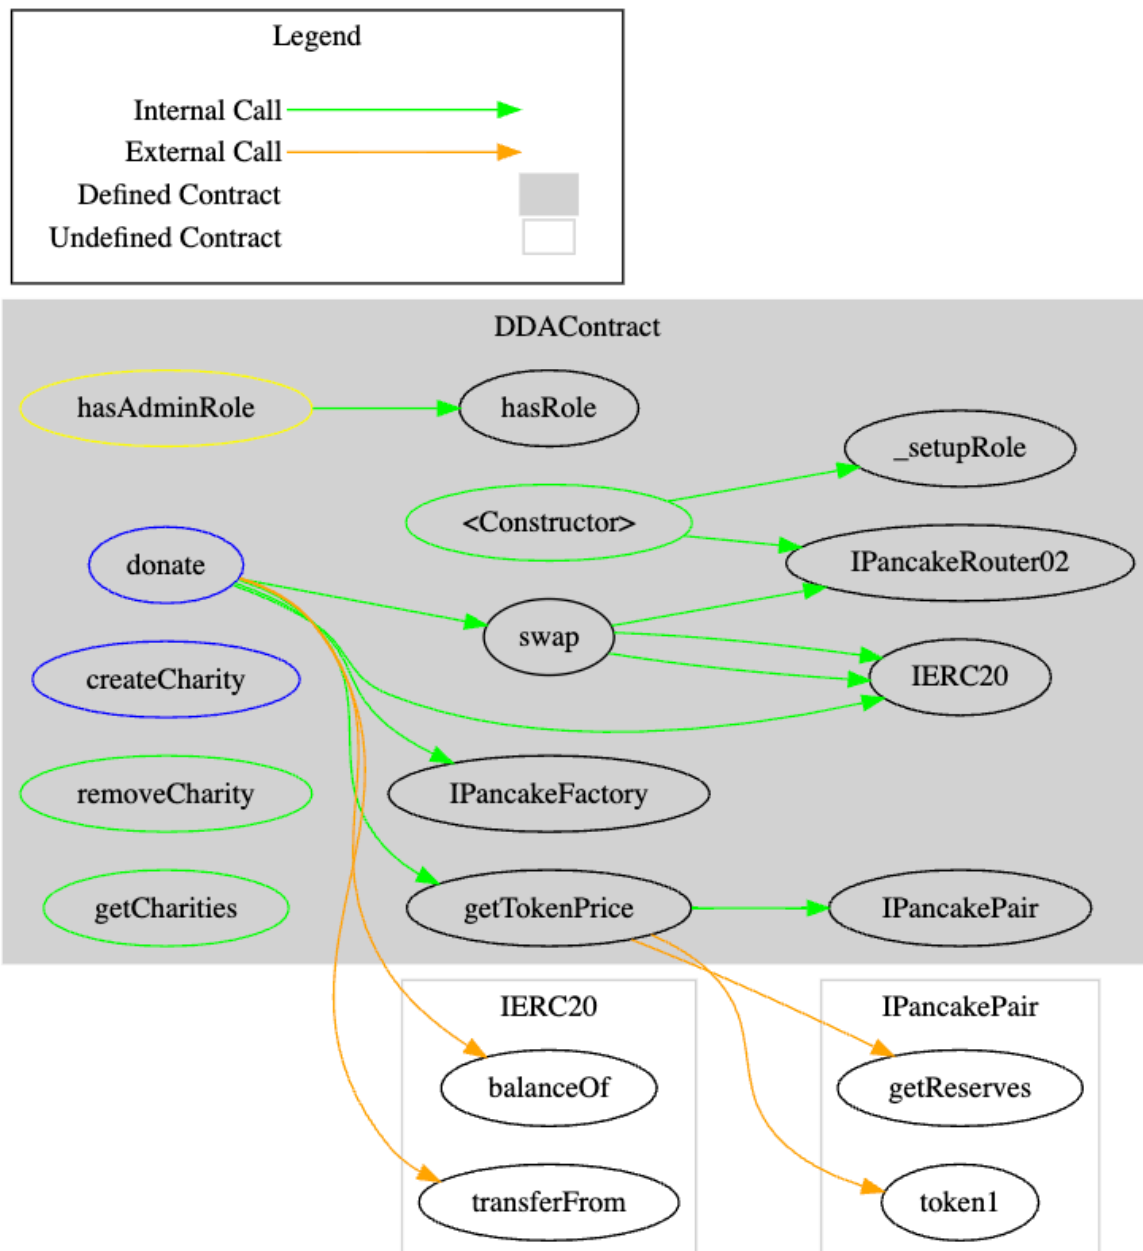 Legend
Internal Call
External Call
Defined Contract
Undefined Contract
DDAContract
hasAdminRole
hasRole
_setupRole
<Constructor>
donate
IPancakeRouter02
swap
createCharity
IERC20
removeCharity
IPancakeFactory
getCharities
getTokenPrice
IPancakePair
IERC20
IPancakePair
balanceOf
getReserves
transferFrom
token1